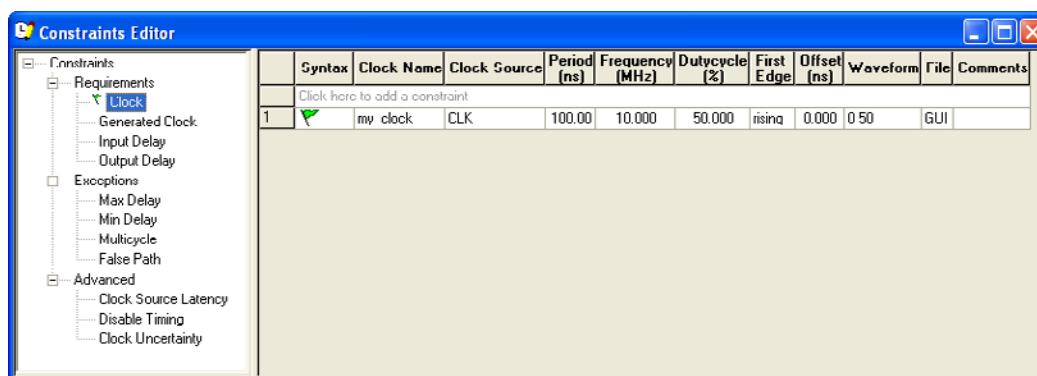 Constraints Editor
Constraints
Requirements
Clock
Generated Clock
Input Delay
Output Delay
Exceptions
Max Delay
Min Delay
Multicycle
False Path
Advanced
Clock Source Latency
Disable Timing
Clock Uncertainty
Syntax Clock Name Clock Source Period (ns) Frequency (MHz) Dutycycle (%) First Edge Offset (ns) Waveform File Comments
Click here to add a constraint
1 my_clock CLK 100.00 10.000 50.000 rising 0.000 0 50 GUI